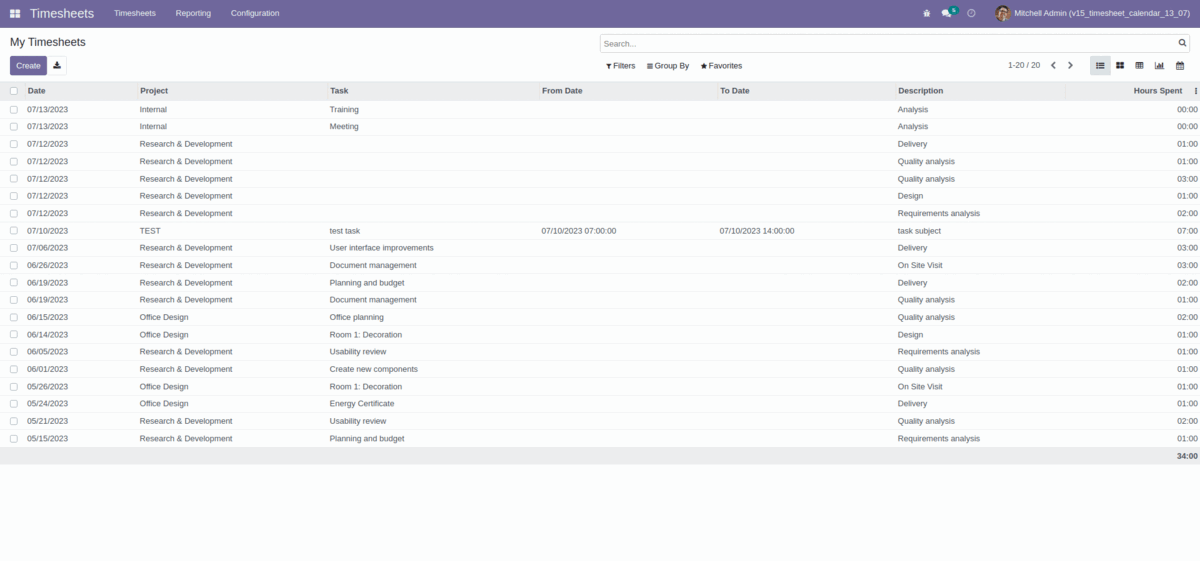 Timesheets Timesheets Reporting Configuration 5 Mitchell Admin (v15_timesheet_calendar_13_07)
My Timesheets Search...
Create Filters Group By Favorites 1-20 / 20
Date Project Task From Date To Date Description Hours Spent
07/13/2023 Internal Training Analysis 00:00
07/13/2023 Internal Meeting Analysis 00:00
07/12/2023 Research & Development Delivery 01:00
07/12/2023 Research & Development Quality analysis 01:00
07/12/2023 Research & Development Quality analysis 03:00
07/12/2023 Research & Development Design 01:00
07/12/2023 Research & Development Requirements analysis 02:00
07/10/2023 TEST test task 07/10/2023 07:00:00 07/10/2023 14:00:00 task subject 07:00
07/06/2023 Research & Development User interface improvements Delivery 03:00
06/26/2023 Research & Development Document management On Site Visit 03:00
06/19/2023 Research & Development Planning and budget Delivery 02:00
06/19/2023 Research & Development Document management Quality analysis 01:00
06/15/2023 Office Design Office planning Quality analysis 02:00
06/14/2023 Office Design Room 1: Decoration Design 01:00
06/05/2023 Research & Development Usability review Requirements analysis 01:00
06/01/2023 Research & Development Create new components Quality analysis 01:00
05/26/2023 Office Design Room 1: Decoration On Site Visit 01:00
05/24/2023 Office Design Energy Certificate Delivery 01:00
05/21/2023 Research & Development Usability review Quality analysis 02:00
05/15/2023 Research & Development Planning and budget Requirements analysis 01:00
34:00